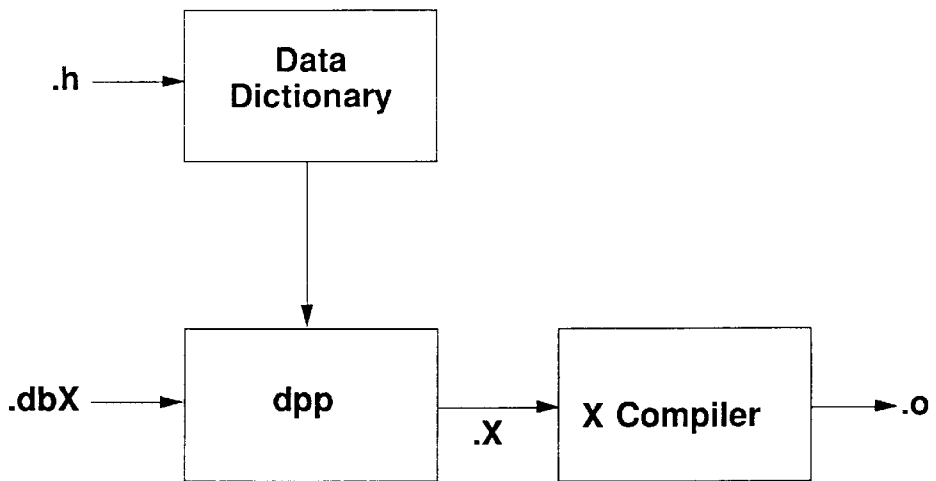 Data
.h
Dictionary
.dbX
dpp
.X
X Compiler
.o